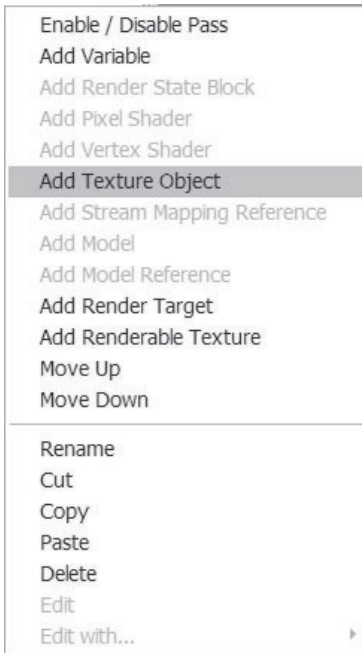 Enable / Disable Pass
Add Variable
Add Render State Block
Add Pixel Shader
Add Vertex Shader
Add Texture Object
Add Stream Mapping Reference
Add Model
Add Model Reference
Add Render Target
Add Renderable Texture
Move Up
Move Down
Rename
Cut
Copy
Paste
Delete
Edit
Edit with...